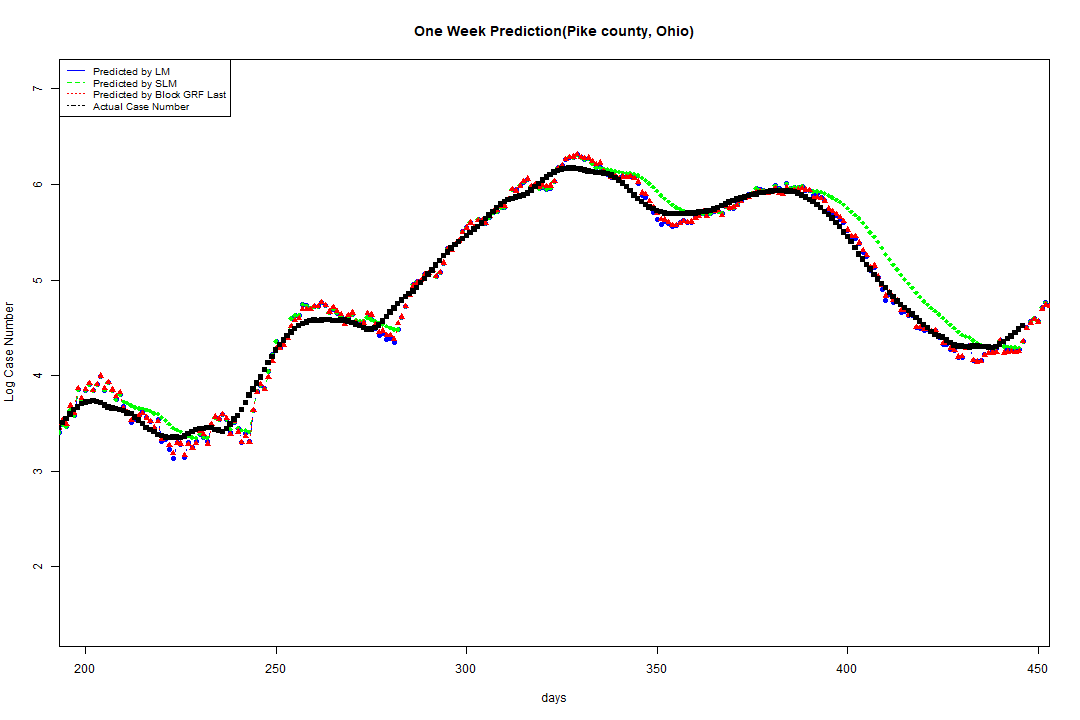 One Week Prediction(Pike county, Ohio)
Predicted by LM
Predicted by SLM
Predicted by Block GRF Last
Actual Case Number
7
6
5
4
3
2
Log Case Number
200 250 300 350 400 450
days